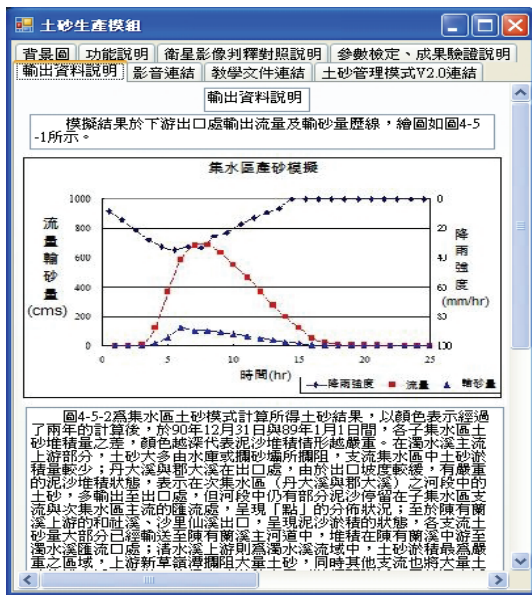 土砂生產模組
背景圖 功能說明 衛星影像判釋對照說明 參數檢定、成果驗證說明
輸出資料說明 影音連結 教學文件連結 土砂管理模式V2.0連結
輸出資料說明
模擬結果於下游出口處輸出流量及輸砂量歷線，繪圖如圖4-5
-1所示。
集水區產砂模擬
流量輸砂量(cms)
1000
800
600
400
200
0
降雨強度(mm/hr)
0
20
40
60
80
100
0 5 10 15 20 25
時間(hr)
降雨強度 流量 輸砂量
圖4-5-2為集水區土砂模式計算所得土砂結果，以顏色表示經過
了兩年的計算後，於90年12月31日與89年1月1日間，各子集水區土
砂堆積量之差，顏色越深代表泥沙堆積情形越嚴重。在濁水溪主流
上游部分，土砂大多由水庫或攔砂壩所攔阻，支流集水區中土砂淤
積量較少；丹大溪與郡大溪在出口處，由於出口坡度較緩，有嚴重
的泥沙堆積狀態，表示在次集水區（丹大溪與郡大溪）之河段中的
土砂，多輸出至出口處，但河段中仍有部分泥沙停留在子集水區支
流與次集水區主流的匯流處，呈現「點」的分佈狀況；至於陳有蘭
溪上游的和社溪、沙里仙溪出口，呈現泥沙淤積的狀態，各支流土
砂量大部分已經輸送至陳有蘭溪主河道中，堆積在陳有蘭溪中游至
濁水溪匯流口處；清水溪上游則為濁水溪流域中，土砂淤積最為嚴
重之區域，上游新草嶺潭攔阻大量土砂，同時其他支流也將大量土